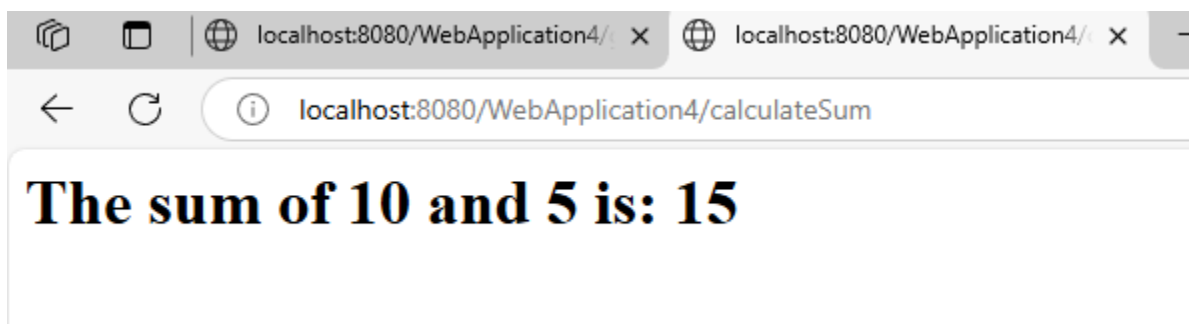 localhost:8080/WebApplication4/
localhost:8080/WebApplication4/
localhost:8080/WebApplication4/calculateSum
The sum of 10 and 5 is: 15